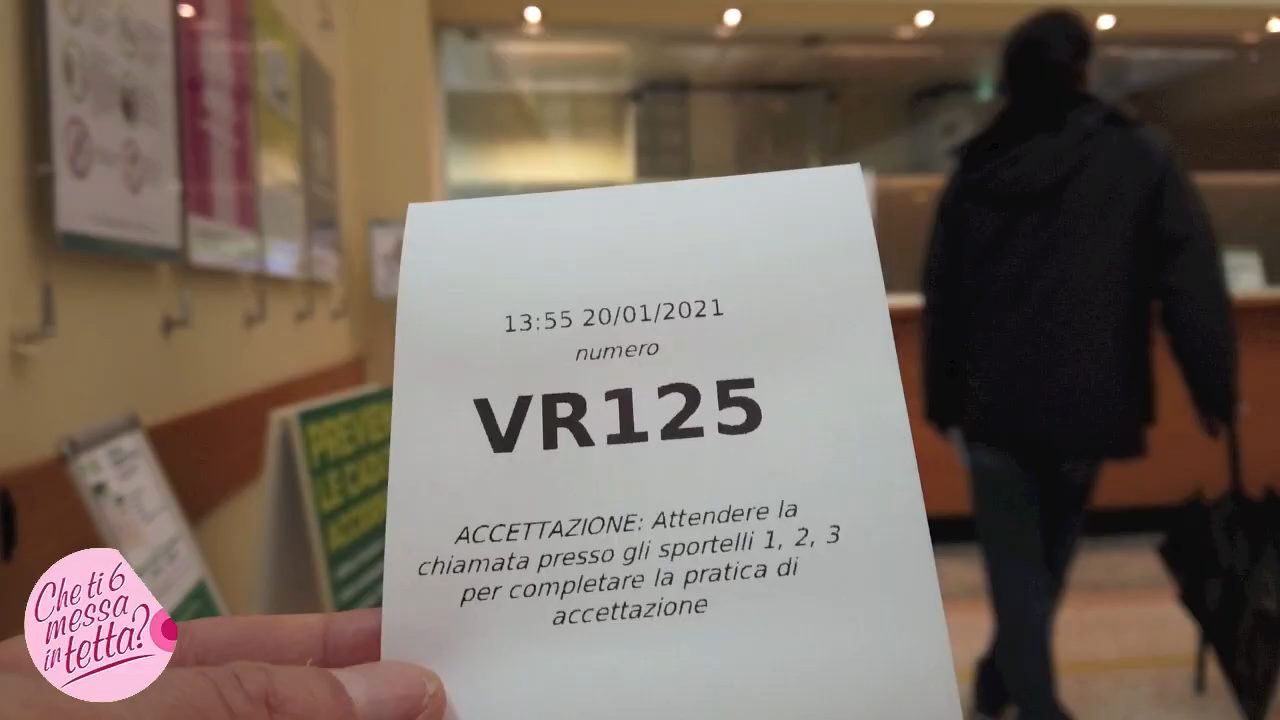 13:55 20/01/2021
numero
VR125
ACCETTAZIONE: Attendere la
chiamata presso gli sportelli 1, 2, 3
per completare la pratica di
accettazione
Che ti 6
messa
in tetta?